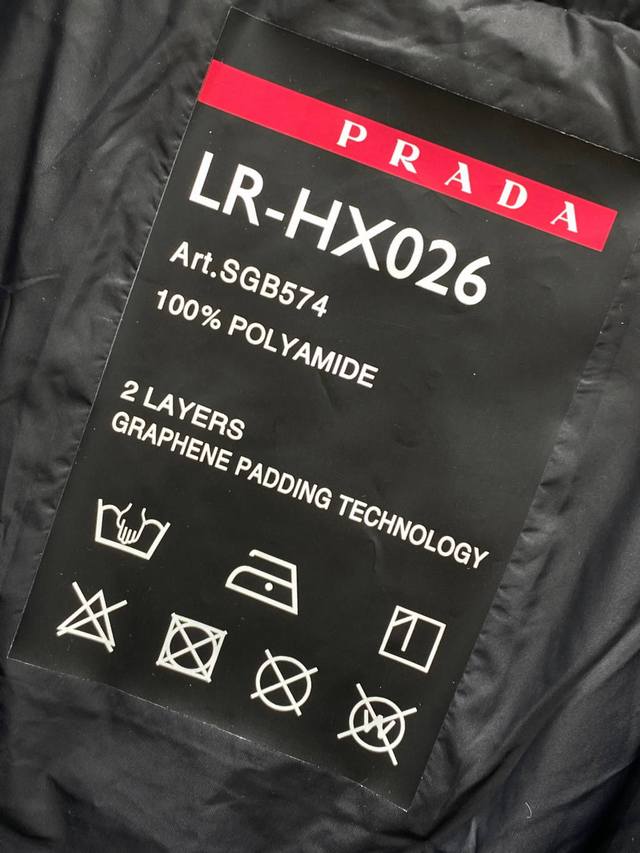 PRADA
LR-HX026
Art.SGB574
100% POLYAMIDE
2 LAYERS
GRAPHENE PADDING TECHNOLOGY
W